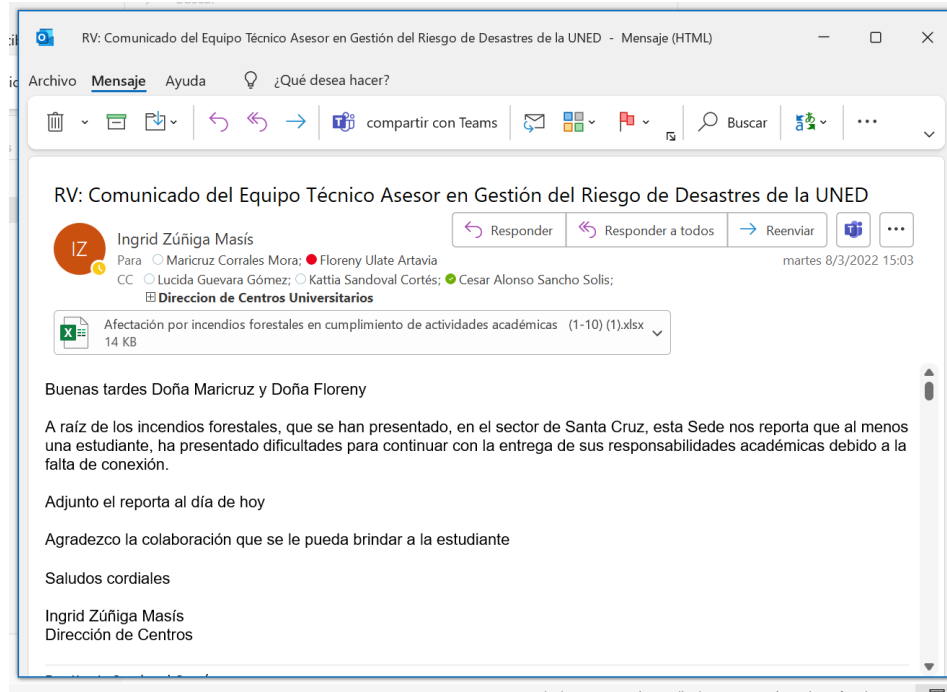 RV: Comunicado del Equipo Técnico Asesor en Gestión del Riesgo de Desastres de la UNED - Mensaje (HTML)
Archivo Mensaje Ayuda ¿Qué desea hacer?
compartir con Teams Buscar
RV: Comunicado del Equipo Técnico Asesor en Gestión del Riesgo de Desastres de la UNED
IZ
Ingrid Zúñiga Masís
Responder Responder a todos Reenviar
Para Maricruz Corrales Mora; Floreny Ulate Artavia
martes 8/3/2022 15:03
CC Lucida Guevara Gómez; Kattia Sandoval Cortés; Cesar Alonso Sancho Solis;
Direccion de Centros Universitarios
Afectación por incendios forestales en cumplimiento de actividades académicas (1-10) (1).xlsx
14 KB
Buenas tardes Doña Maricruz y Doña Floreny
A raíz de los incendios forestales, que se han presentado, en el sector de Santa Cruz, esta Sede nos reporta que al menos
una estudiante, ha presentado dificultades para continuar con la entrega de sus responsabilidades académicas debido a la
falta de conexión.
Adjunto el reporta al día de hoy
Agradezco la colaboración que se le pueda brindar a la estudiante
Saludos cordiales
Ingrid Zúñiga Masís
Dirección de Centros